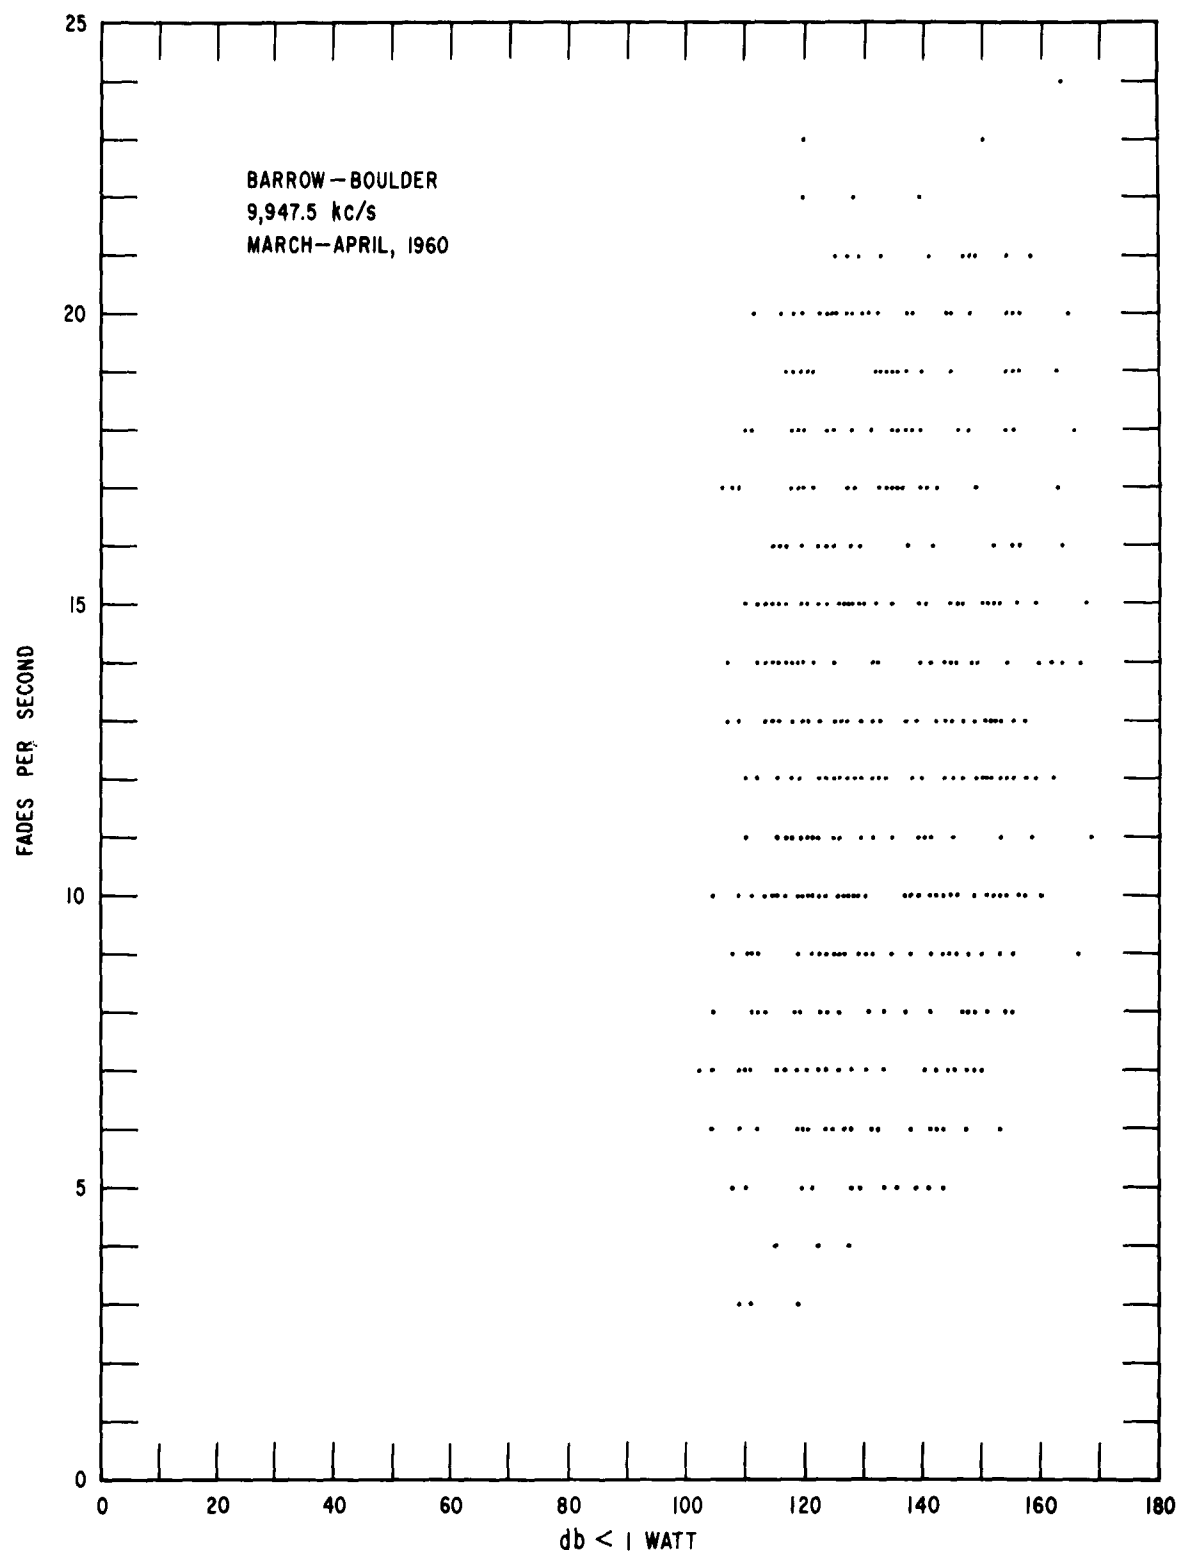 25
BARROW—BOULDER
9,947.5 kc/s
MARCH—APRIL, 1960
20
15
FADES PER SECOND
10
5
0
0 20 40 60 80 100 120 140 160 180
db < 1 WATT